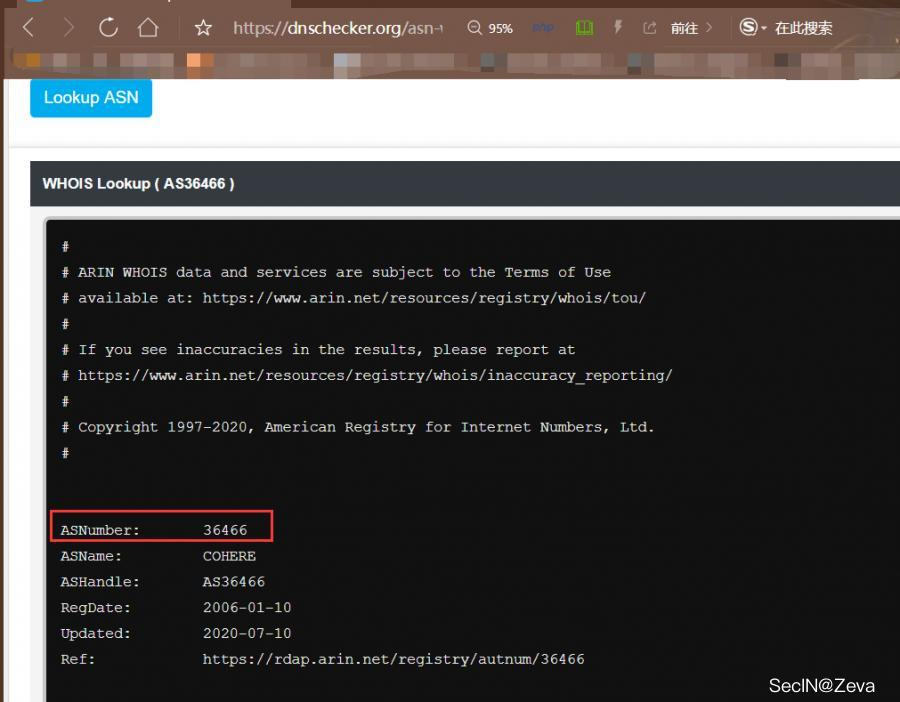 https://dnschecker.org/asn-
95%
php
前往
S
在此搜索
Lookup ASN
WHOIS Lookup ( AS36466 )
#
# ARIN WHOIS data and services are subject to the Terms of Use
# available at: https://www.arin.net/resources/registry/whois/tou/
#
# If you see inaccuracies in the results, please report at
# https://www.arin.net/resources/registry/whois/inaccuracy_reporting/
#
# Copyright 1997-2020, American Registry for Internet Numbers, Ltd.
#
ASNumber: 36466
ASName: COHERE
ASHandle: AS36466
RegDate: 2006-01-10
Updated: 2020-07-10
Ref: https://rdap.arin.net/registry/autnum/36466
SecIN@Zeva